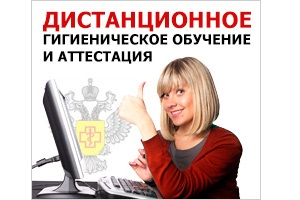 ДИСТАНЦИОННОЕ
ГИГИЕНИЧЕСКОЕ ОБУЧЕНИЕ
И АТТЕСТАЦИЯ